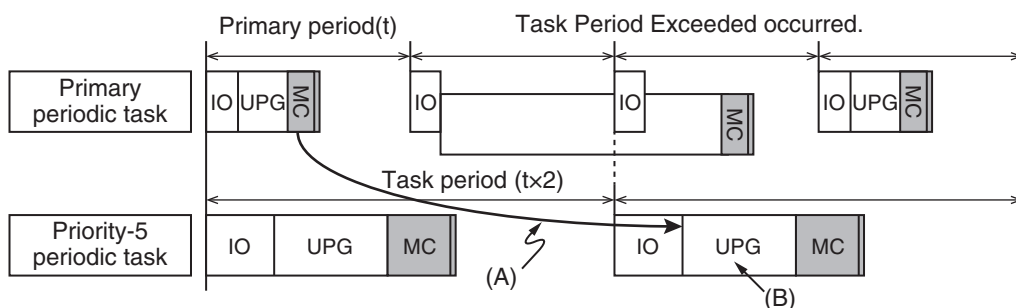 Primary period(t)
Task Period Exceeded occurred.
Primary
periodic task
IO
UPG
MC
IO
MC
IO
IO
UPG
MC
Task period (t×2)
Priority-5
periodic task
IO
UPG
MC
(A)
IO
UPG
MC
(B)